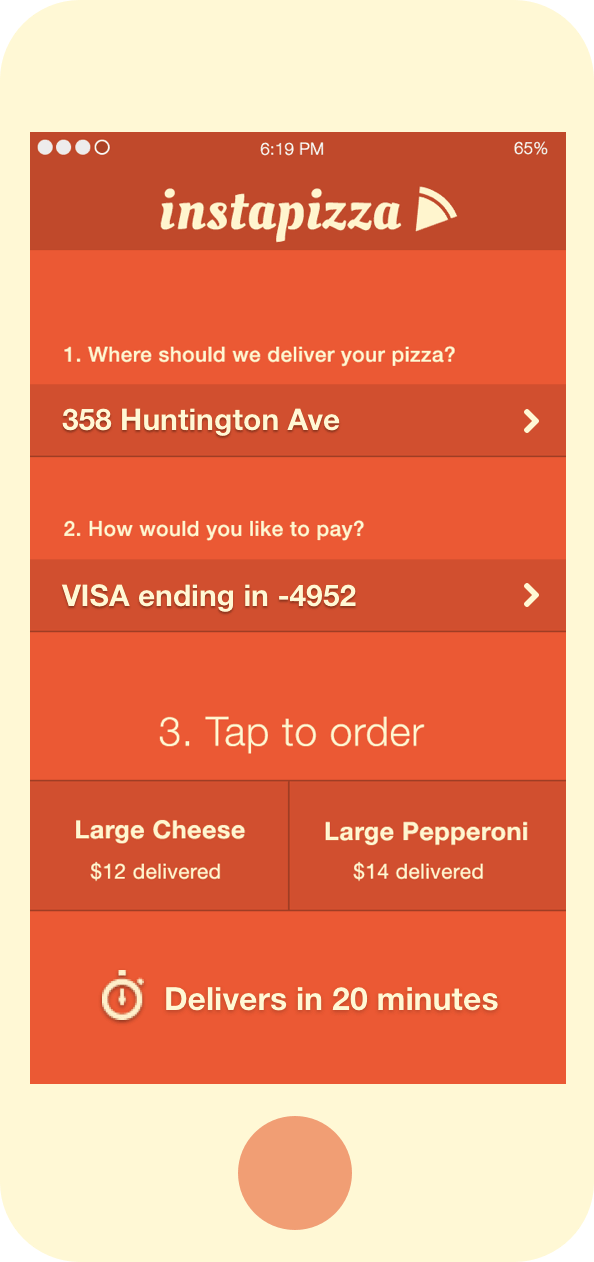 6:19 PM 65%
instapizza
1. Where should we deliver your pizza?
358 Huntington Ave
2. How would you like to pay?
VISA ending in -4952
3. Tap to order
Large Cheese
$12 delivered
Large Pepperoni
$14 delivered
Delivers in 20 minutes